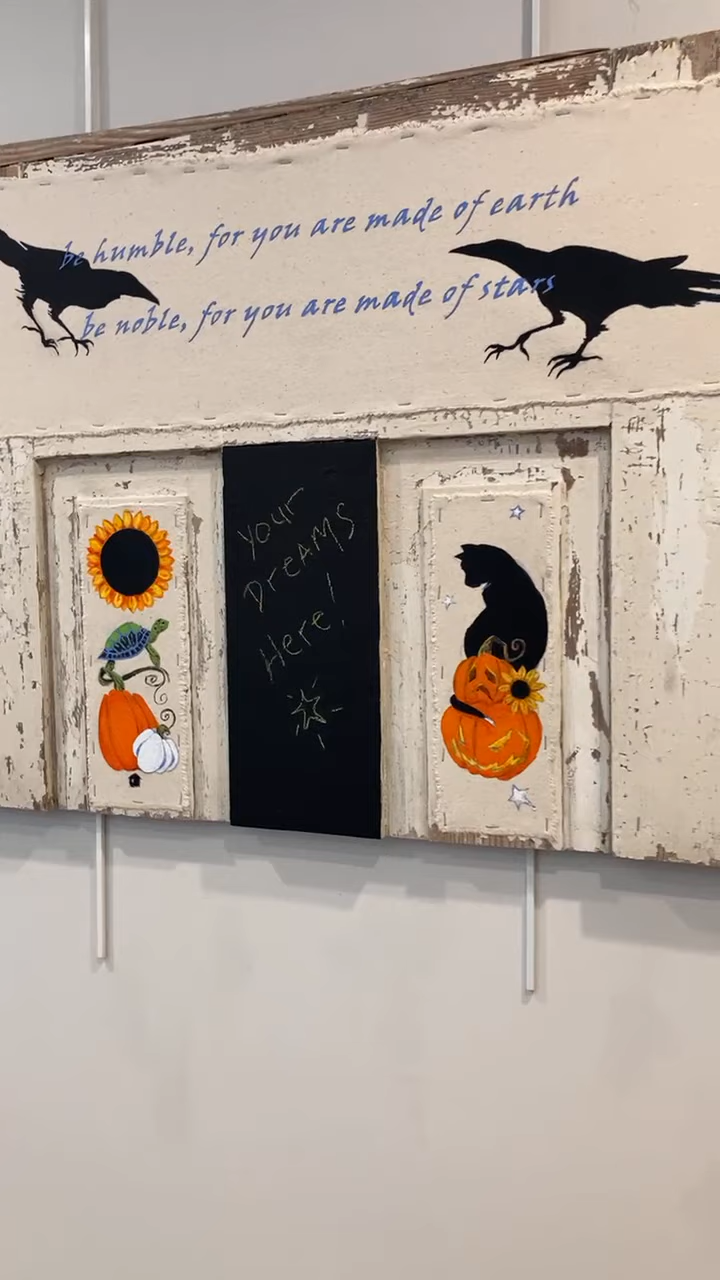 be humble, for you are made of earth
be noble, for you are made of stars
Your
Dreams
Here!